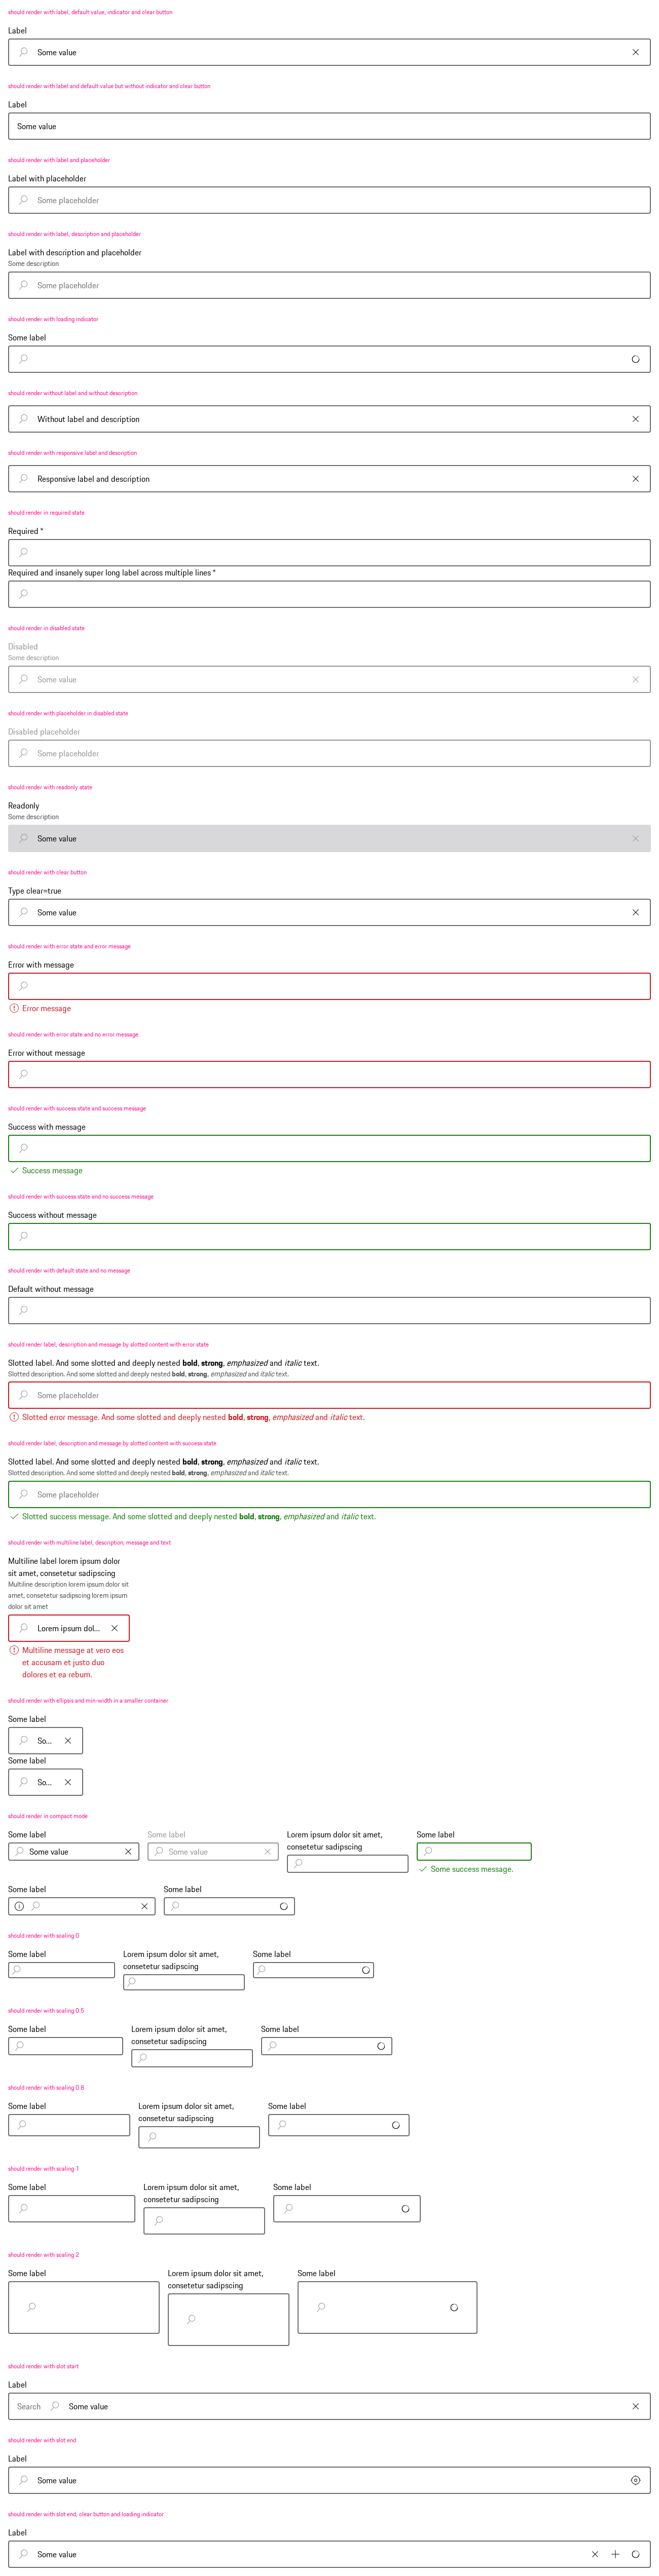 should render with label, default value, indicator and clear button
Label
Some value
should render with label and default value but without indicator and clear button
Label
Some value
should render with label and placeholder
Label with placeholder
Some placeholder
should render with label, description and placeholder
Label with description and placeholder
Some description
Some placeholder
should render with loading indicator
Some label
should render without label and without description
Without label and description
should render with responsive label and description
Responsive label and description
should render in required state
Required *
Required and insanely super long label across multiple lines *
should render in disabled state
Disabled
Some description
Some value
should render with placeholder in disabled state
Disabled placeholder
Some placeholder
should render with readonly state
Readonly
Some description
Some value
should render with clear button
Type clear=true
Some value
should render with error state and error message
Error with message
Error message
should render with error state and no error message
Error without message
should render with success state and success message
Success with message
Success message
should render with success state and no success message
Success without message
should render with default state and no message
Default without message
should render label, description and message by slotted content with error state
Slotted label. And some slotted and deeply nested bold, strong, emphasized and italic text.
Slotted description. And some slotted and deeply nested bold, strong, emphasized and italic text.
Some placeholder
Slotted error message. And some slotted and deeply nested bold, strong, emphasized and italic text.
should render label, description and message by slotted content with success state
Slotted label. And some slotted and deeply nested bold, strong, emphasized and italic text.
Slotted description. And some slotted and deeply nested bold, strong, emphasized and italic text.
Some placeholder
Slotted success message. And some slotted and deeply nested bold, strong, emphasized and italic text.
should render with multiline label, description, message and text
Multiline label lorem ipsum dolor
sit amet, consetetur sadipscing
Multiline description lorem ipsum dolor sit
amet, consetetur sadipscing lorem ipsum
dolor sit amet
Lorem ipsum dol...
Multiline message at vero eos
et accusam et justo duo
dolores et ea rebum.
should render with ellipsis and min-width in a smaller container
Some label
So...
Some label
So...
should render in compact mode
Some label
Some value
Some label
Some value
Lorem ipsum dolor sit amet,
consetetur sadipscing
Some label
Some success message.
Some label
Some label
should render with scaling 0
Some label
Lorem ipsum dolor sit amet,
consetetur sadipscing
Some label
should render with scaling 0.5
Some label
Lorem ipsum dolor sit amet,
consetetur sadipscing
Some label
should render with scaling 0.8
Some label
Lorem ipsum dolor sit amet,
consetetur sadipscing
Some label
should render with scaling 1
Some label
Lorem ipsum dolor sit amet,
consetetur sadipscing
Some label
should render with scaling 2
Some label
Lorem ipsum dolor sit amet,
consetetur sadipscing
Some label
should render with slot start
Label
Search
Some value
should render with slot end
Label
Some value
should render with slot end, clear button and loading indicator
Label
Some value